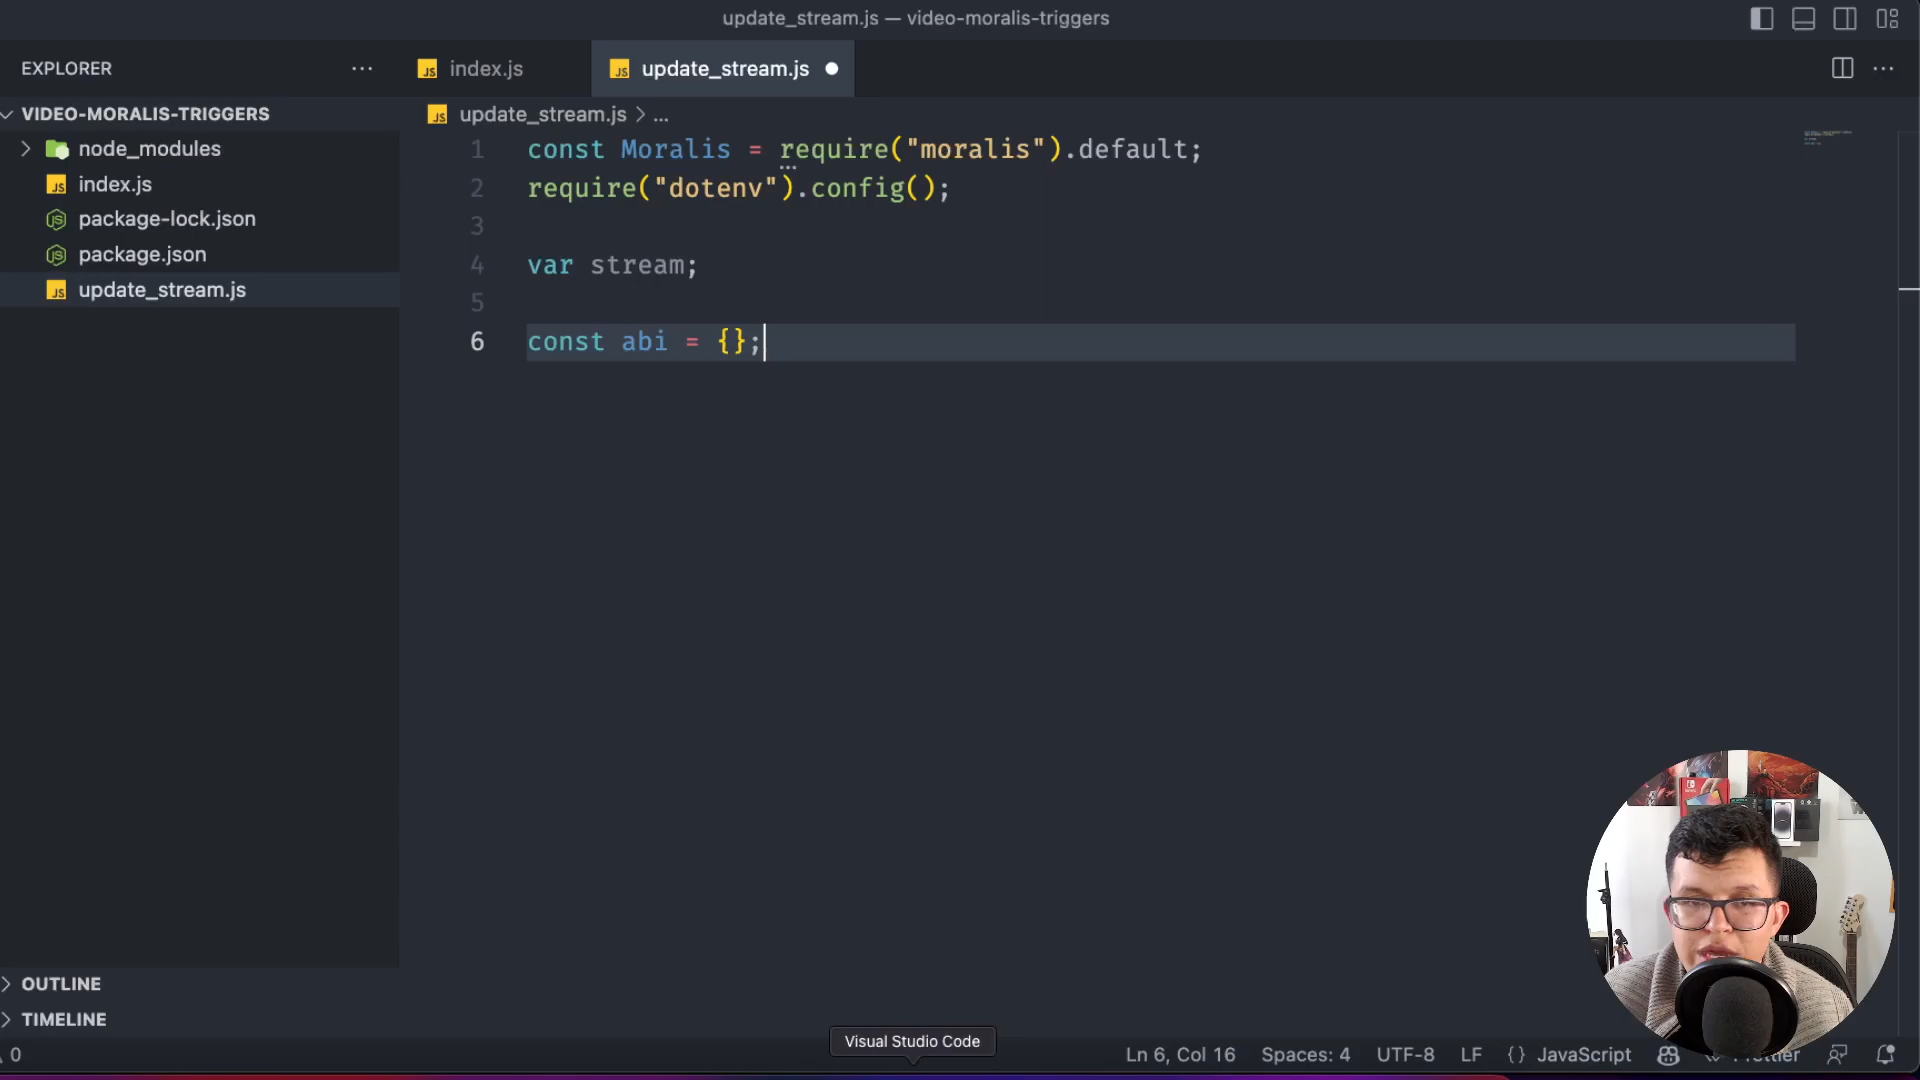 update_stream.js — video-moralis-triggers
EXPLORER
index.js
update_stream.js
VIDEO-MORALIS-TRIGGERS
node_modules
index.js
package-lock.json
package.json
update_stream.js
update_stream.js > ...
1 const Moralis = require("moralis").default;
2 require("dotenv").config();
3
4 var stream;
5
6 const abi = {};
OUTLINE
TIMELINE
Visual Studio Code
0
Ln 6, Col 16
Spaces: 4
UTF-8
LF
{} JavaScript
Prettier